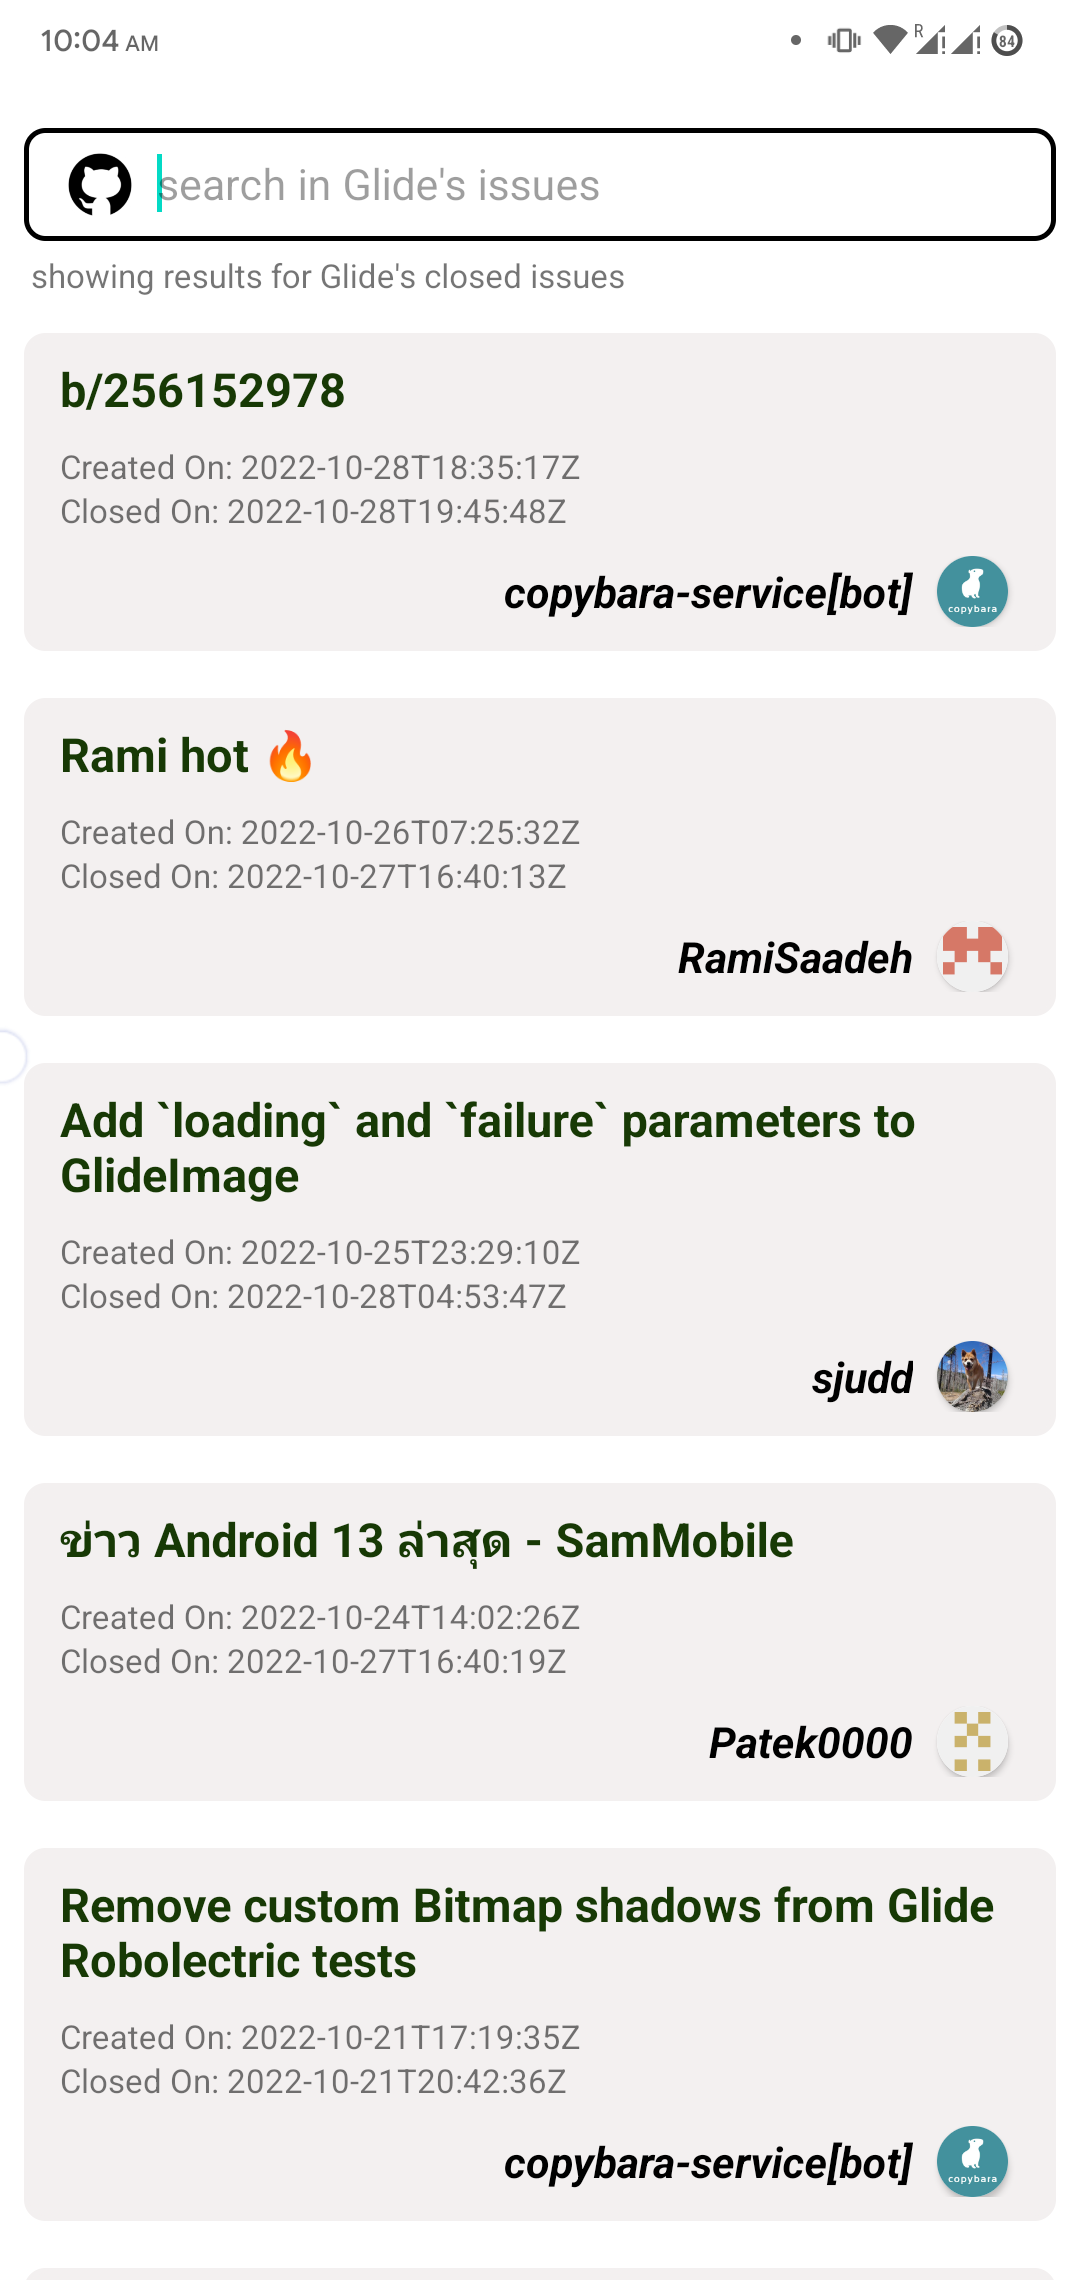 10:04 AM
R
84
search in Glide's issues
showing results for Glide's closed issues
b/256152978
Created On: 2022-10-28T18:35:17Z
Closed On: 2022-10-28T19:45:48Z
copybara-service[bot]
copybara
Rami hot 🔥
Created On: 2022-10-26T07:25:32Z
Closed On: 2022-10-27T16:40:13Z
RamiSaadeh
Add `loading` and `failure` parameters to
GlideImage
Created On: 2022-10-25T23:29:10Z
Closed On: 2022-10-28T04:53:47Z
sjudd
ข่าว Android 13 ล่าสุด - SamMobile
Created On: 2022-10-24T14:02:26Z
Closed On: 2022-10-27T16:40:19Z
Patek0000
Remove custom Bitmap shadows from Glide
Robolectric tests
Created On: 2022-10-21T17:19:35Z
Closed On: 2022-10-21T20:42:36Z
copybara-service[bot]
copybara